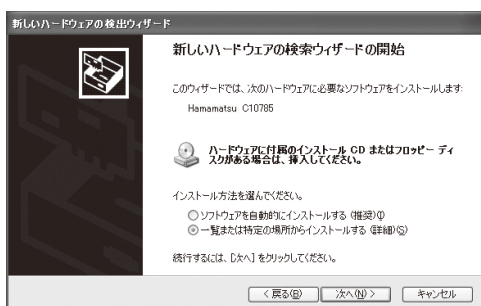 新しいハードウェアの検出ウィザード
新しいハードウェアの検索ウィザードの開始
このウィザードでは、次のハードウェアに必要なソフトウェアをインストールします:
Hamamatsu C10785
ハードウェアに付属のインストール CD またはフロッピー ディ
スクがある場合は、挿入してください。
インストール方法を選んでください。
ソフトウェアを自動的にインストールする (推奨)(I)
一覧または特定の場所からインストールする (詳細)(S)
続行するには、[次へ] をクリックしてください。
< 戻る(B) 次へ(N) > キャンセル